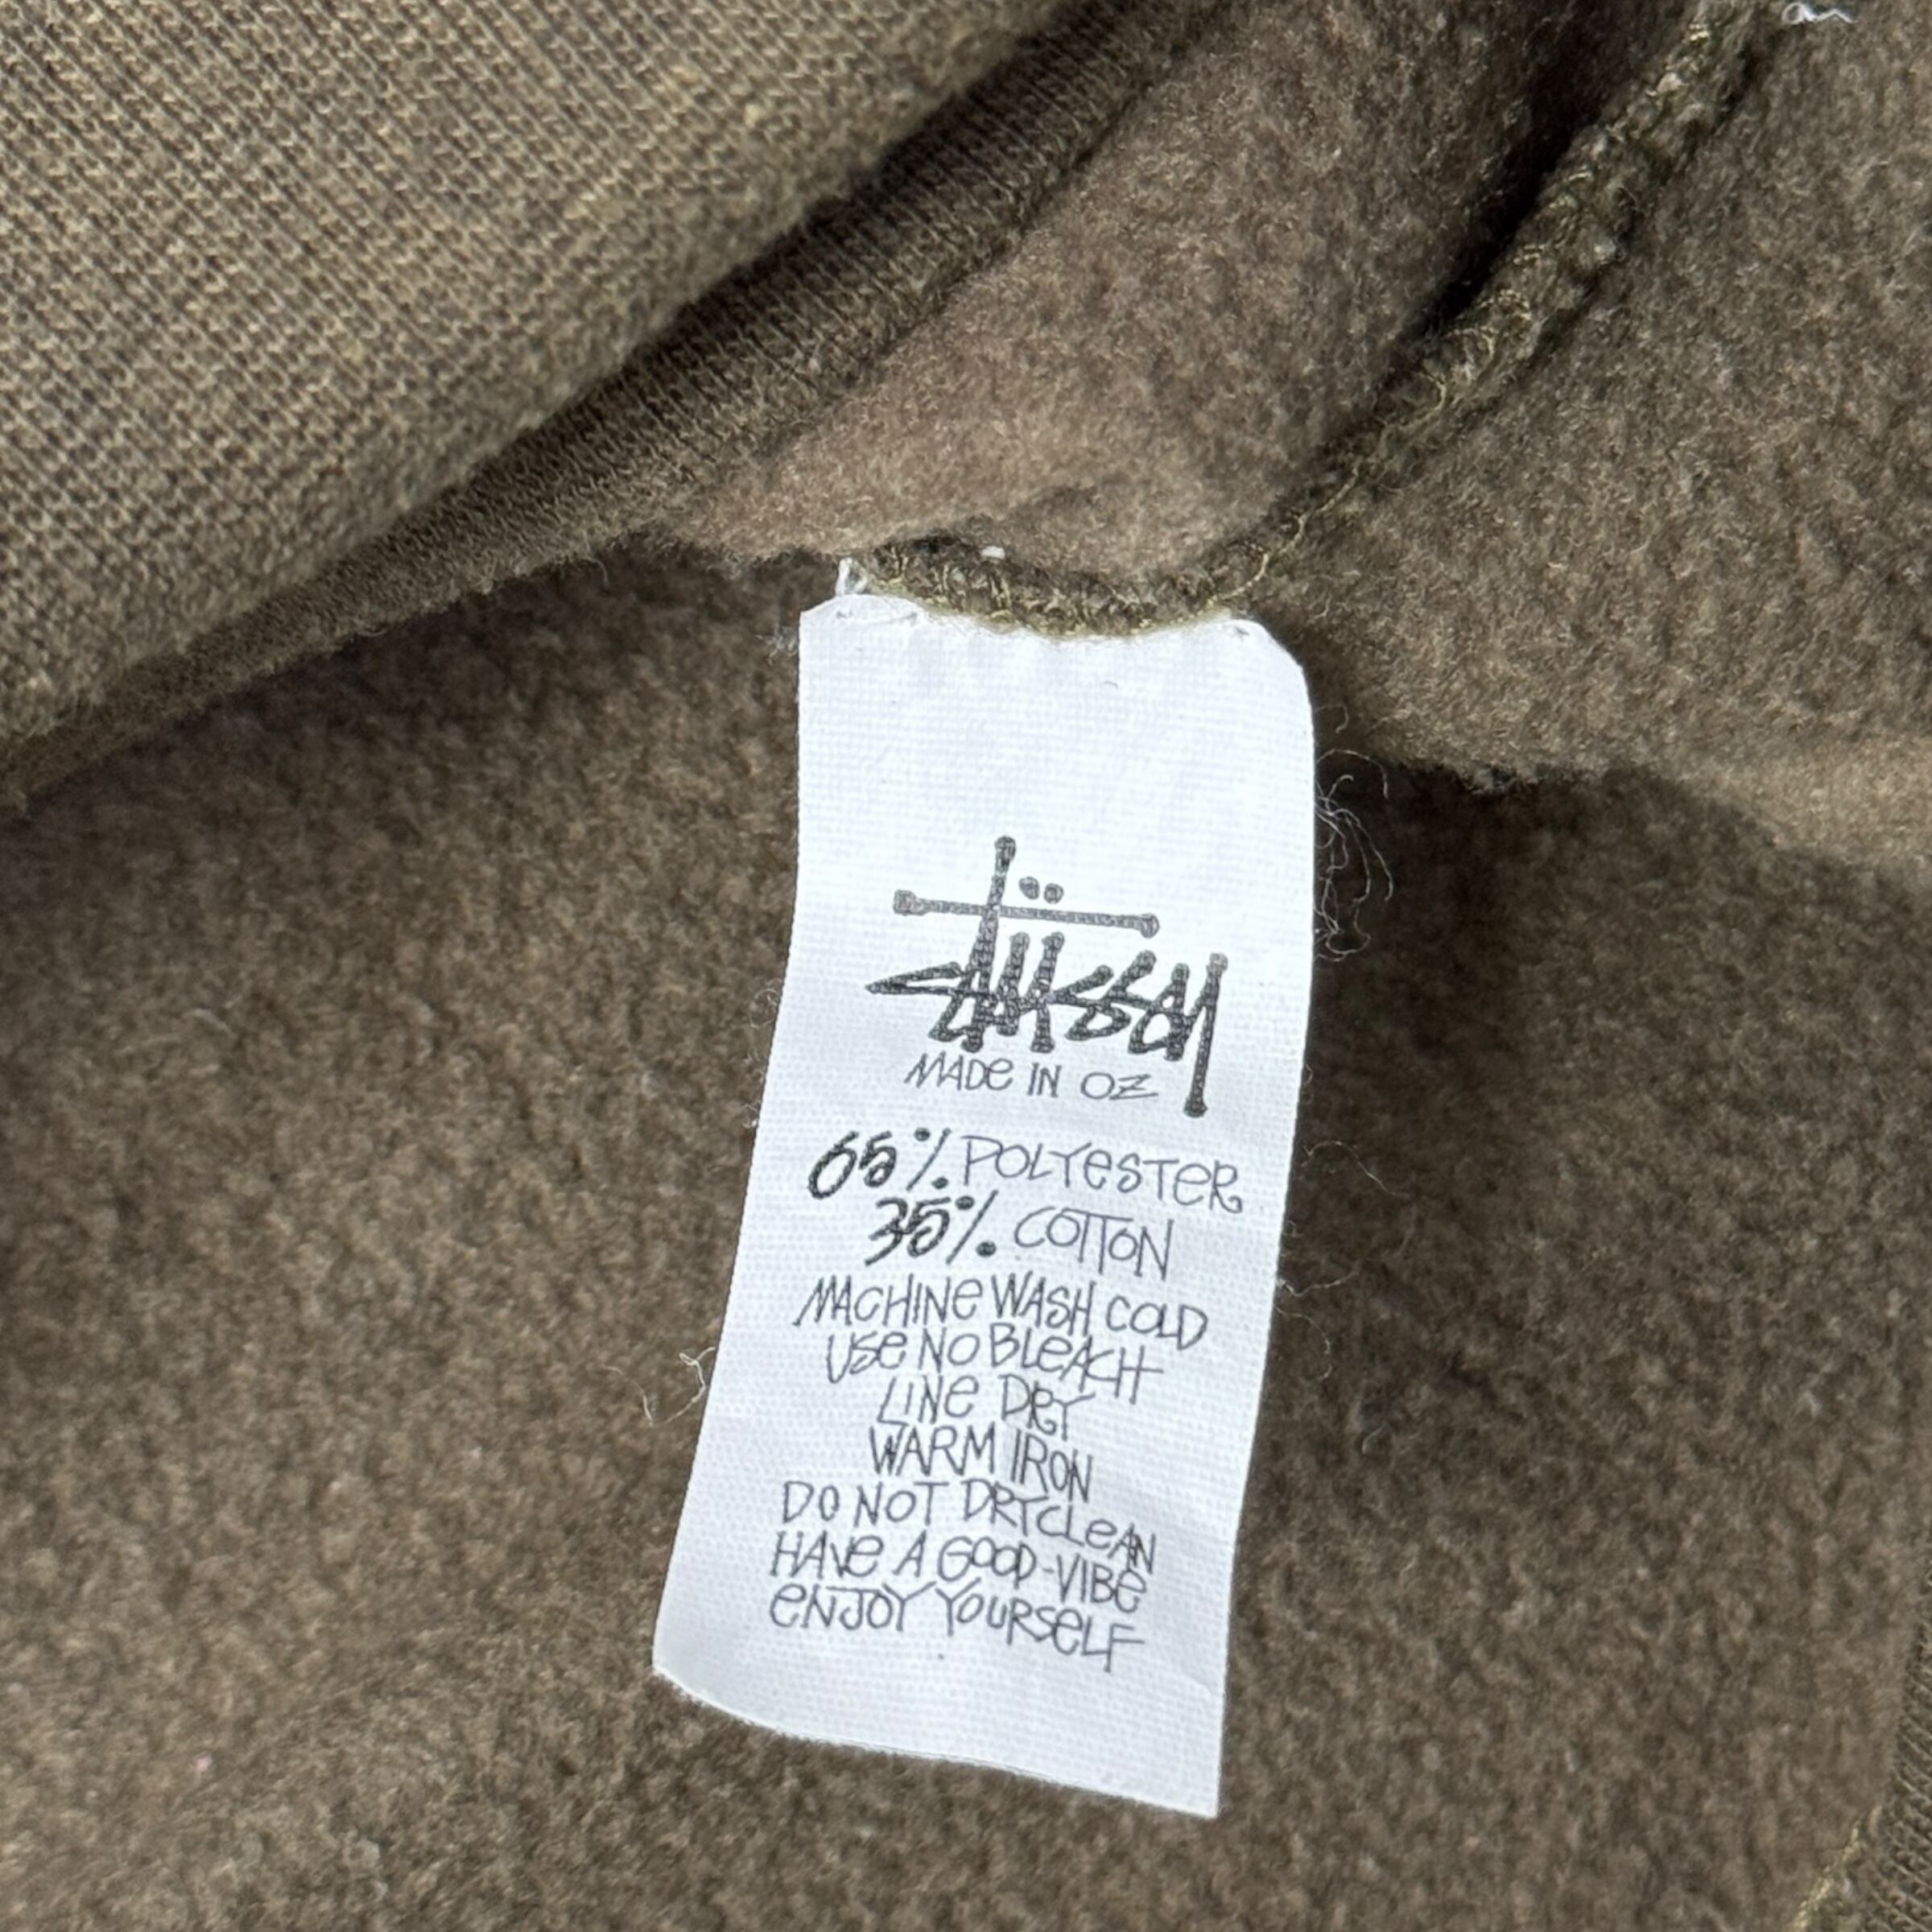 Stüssy
MADE IN OZ
65% POLYESTER
35% COTTON
MACHINE WASH COLD
USE NO BLEACH
LINE DRY
WARM IRON
DO NOT DRYCLEAN
HAVE A GOOD-VIBE
ENJOY YOURSELF